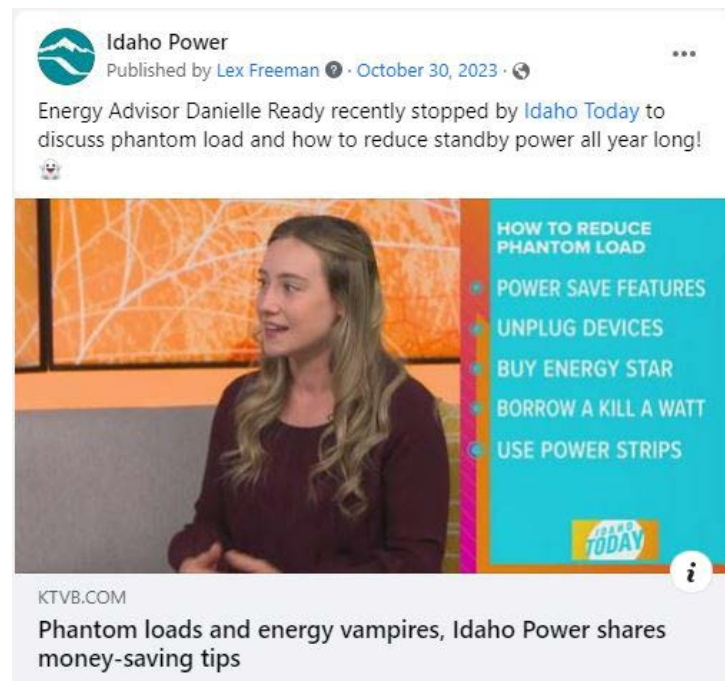 Idaho Power
Published by Lex Freeman ? · October 30, 2023 ·
Energy Advisor Danielle Ready recently stopped by Idaho Today to
discuss phantom load and how to reduce standby power all year long!
👻
HOW TO REDUCE
PHANTOM LOAD
POWER SAVE FEATURES
UNPLUG DEVICES
BUY ENERGY STAR
BORROW A KILL A WATT
USE POWER STRIPS
IDAHO
TODAY
i
KTVB.COM
Phantom loads and energy vampires, Idaho Power shares
money-saving tips